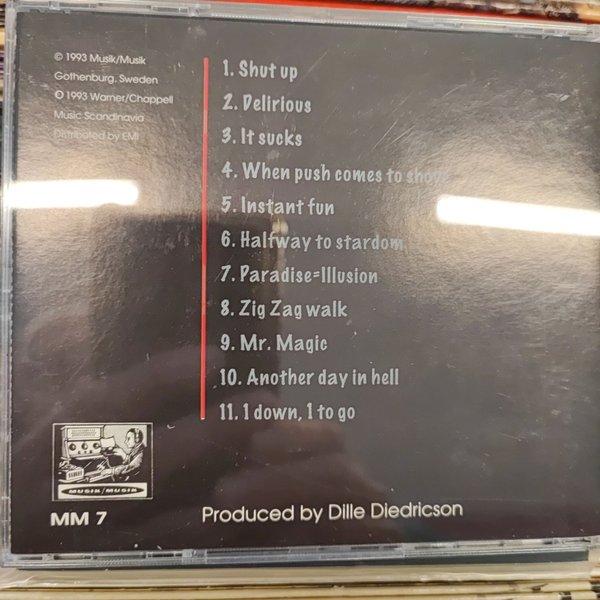 © 1993 Musik/Musik
Gothenburg, Sweden
℗ 1993 Warner/Chappell
Music Scandinavia
Distributed by EMI
1. Shut up
2. Delirious
3. It sucks
4. When push comes to shove
5. Instant fun
6. Halfway to stardom
7. Paradise=Illusion
8. Zig Zag walk
9. Mr. Magic
10. Another day in hell
11. 1 down, 1 to go
MUSIK/MUSIK
MM 7
Produced by Dille Diedricson